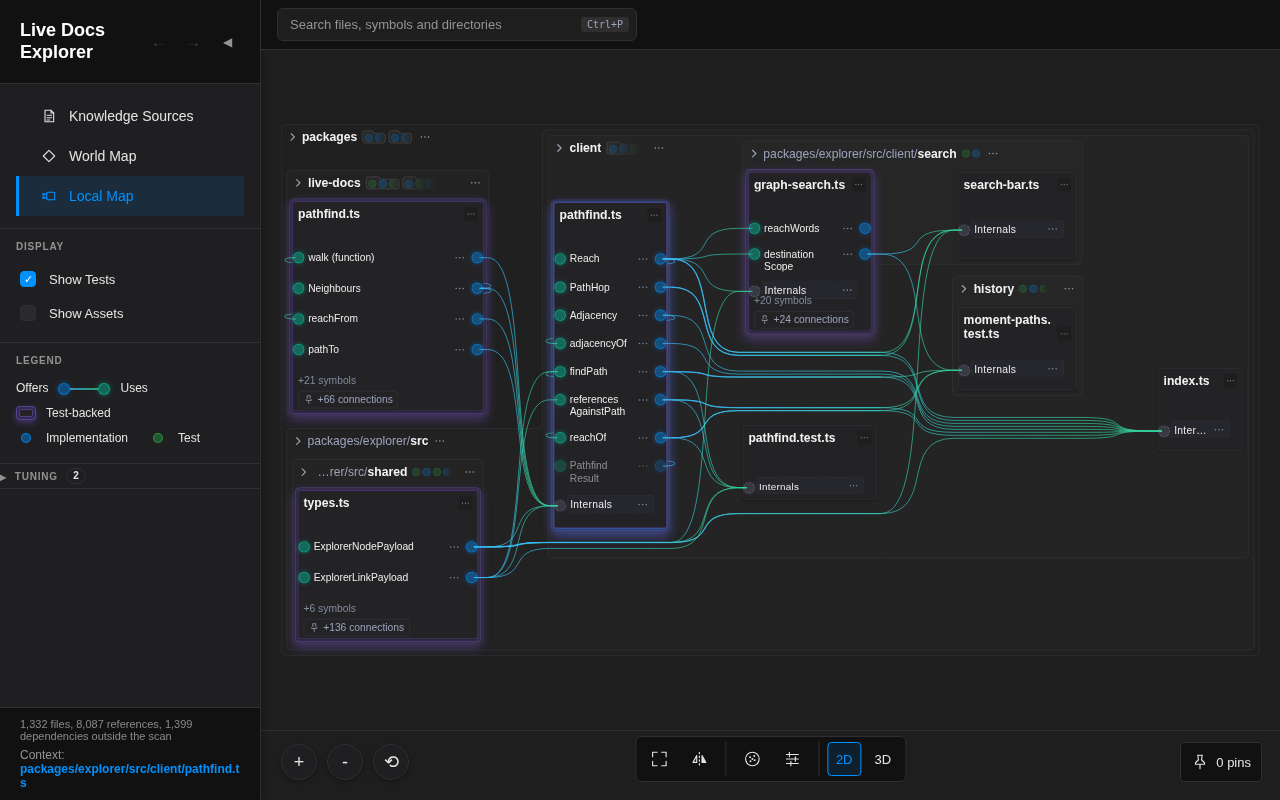 Live Docs
Explorer
Search files, symbols and directories
Ctrl+P
Knowledge Sources
World Map
Local Map
DISPLAY
Show Tests
Show Assets
LEGEND
Offers
Uses
Test-backed
Implementation
Test
TUNING
2
1,332 files, 8,087 references, 1,399
dependencies outside the scan
Context:
packages/explorer/src/client/pathfind.t
s
packages
live-docs
pathfind.ts
walk (function)
Neighbours
reachFrom
pathTo
+21 symbols
+66 connections
packages/explorer/src
…rer/src/shared
types.ts
ExplorerNodePayload
ExplorerLinkPayload
+6 symbols
+136 connections
client
pathfind.ts
Reach
PathHop
Adjacency
adjacencyOf
findPath
references
AgainstPath
reachOf
Pathfind
Result
Internals
packages/explorer/src/client/search
graph-search.ts
reachWords
destination
Scope
Internals
+20 symbols
+24 connections
search-bar.ts
Internals
history
moment-paths.
test.ts
Internals
pathfind.test.ts
Internals
index.ts
Inter…
+
-
2D
3D
0 pins